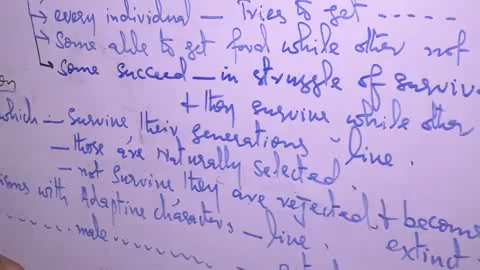 → every individual — Tries to get - - - - -
→ Some able to get food while other not
→ Some succeed — in struggle of surviv
+ they survive while other
which — Survive their generations — line.
— those are Naturally selected.
— not Survive they are rejected + become extinct
with Adaptive characters — line.
- - - - - - male - - - - - - -